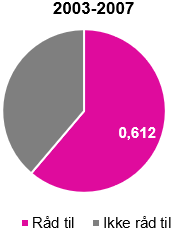 2003-2007
0,612
Råd til
Ikke råd til